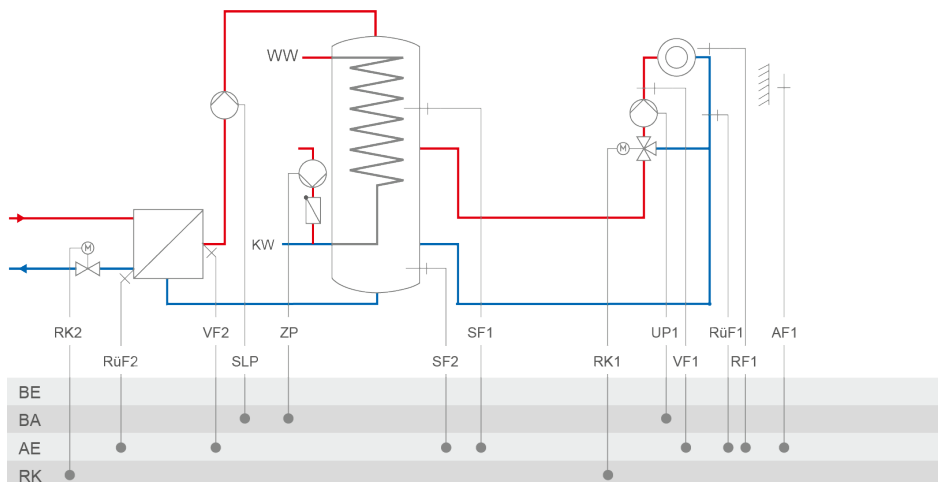 WW
M
KW
M
RK2 VF2 ZP SF1 UP1 RüF1 AF1
RüF2 SLP SF2 RK1 VF1 RF1
BE
BA
AE
RK